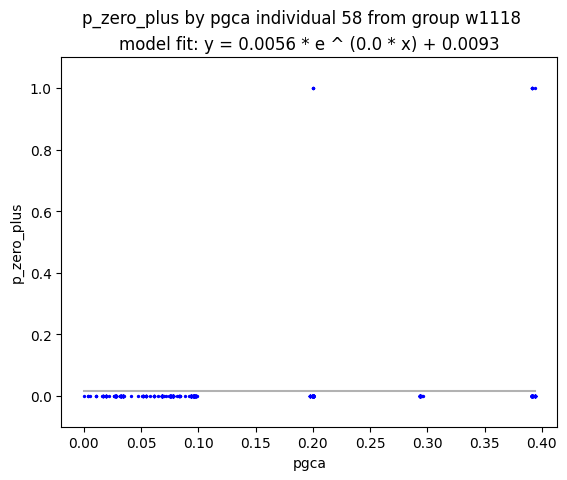 p_zero_plus by pgca individual 58 from group w1118
model fit: y = 0.0056 * e ^ (0.0 * x) + 0.0093
1.0
0.8
0.6
0.4
0.2
0.0
p_zero_plus
0.00 0.05 0.10 0.15 0.20 0.25 0.30 0.35 0.40
pgca